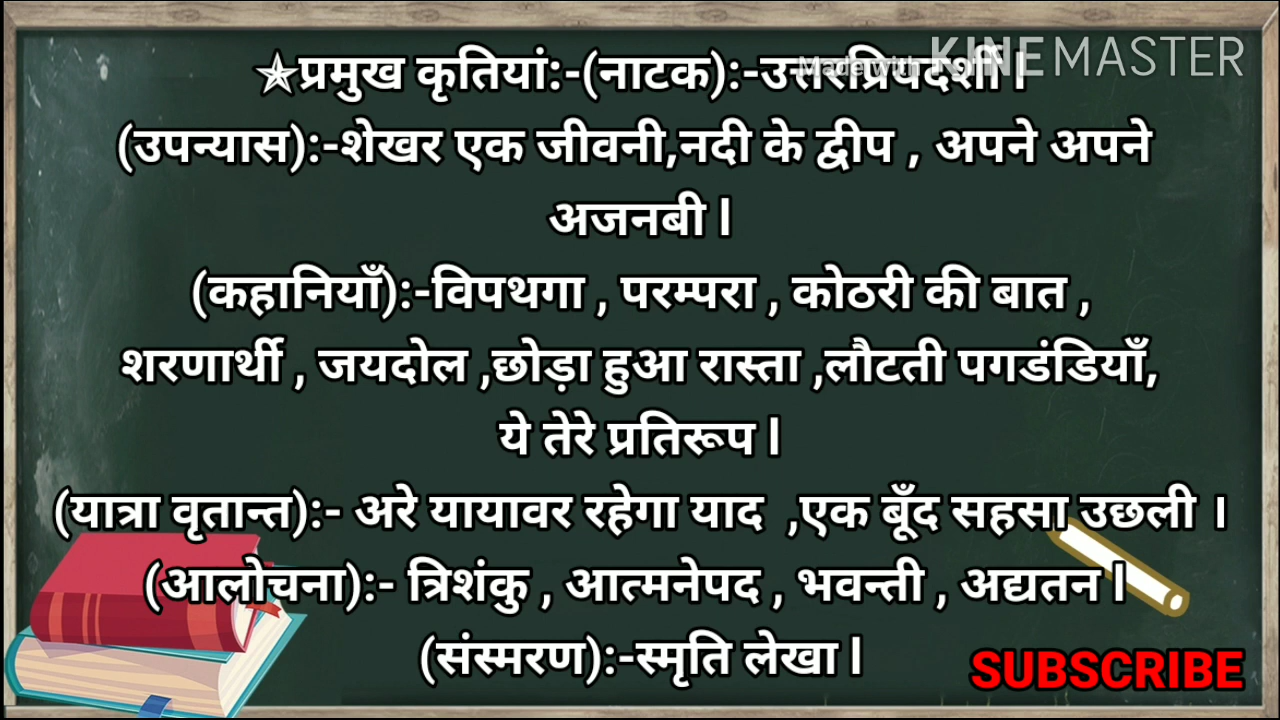 Made with KINEMASTER
✯प्रमुख कृतियां:-(नाटक):-उत्तरप्रियदर्शी l
(उपन्यास):-शेखर एक जीवनी,नदी के द्वीप , अपने अपने
अजनबी l
(कहानियाँ):-विपथगा , परम्परा , कोठरी की बात ,
शरणार्थी , जयदोल ,छोड़ा हुआ रास्ता ,लौटती पगडंडियाँ,
ये तेरे प्रतिरूप l
(यात्रा वृतान्त):- अरे यायावर रहेगा याद ,एक बूँद सहसा उछली ।
(आलोचना):- त्रिशंकु , आत्मनेपद , भवन्ती , अद्यतन l
(संस्मरण):-स्मृति लेखा l
SUBSCRIBE